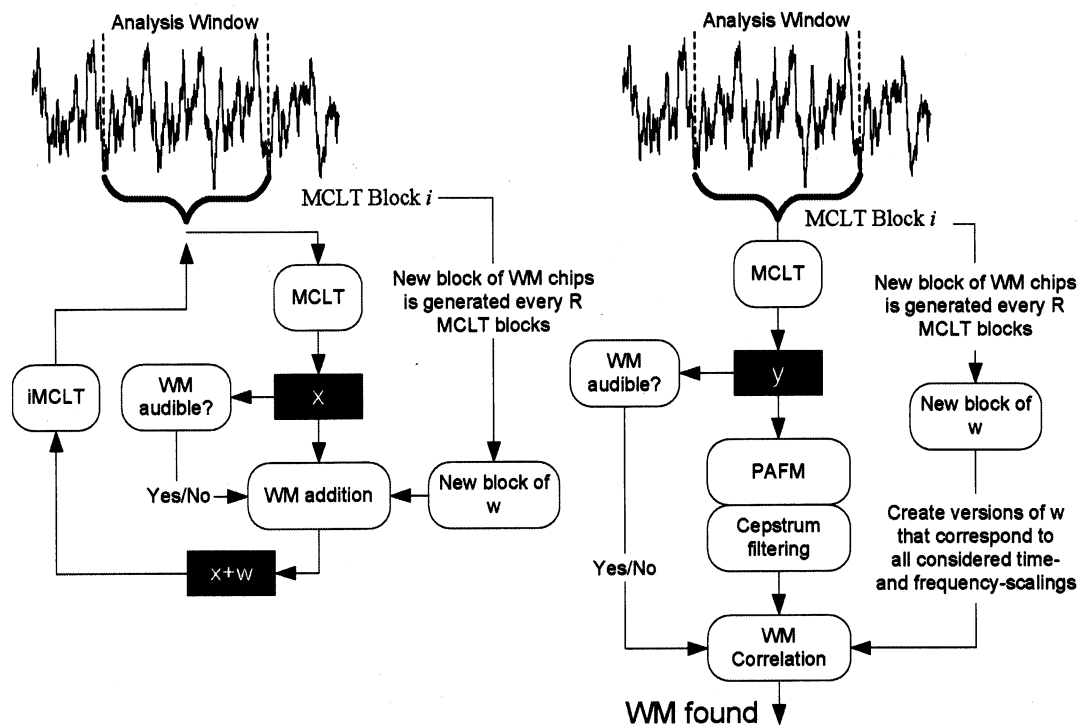 Analysis Window
MCLT Block i
MCLT
New block of WM chips
is generated every R
MCLT blocks
iMCLT
WM
audible?
x
Yes/No
WM addition
New block of
w
x+w
Analysis Window
MCLT Block i
MCLT
New block of WM chips
is generated every R
MCLT blocks
WM
audible?
y
New block of
w
PAFM
Cepstrum
filtering
Yes/No
Create versions of w
that correspond to
all considered time-
and frequency-scalings
WM
Correlation
WM found